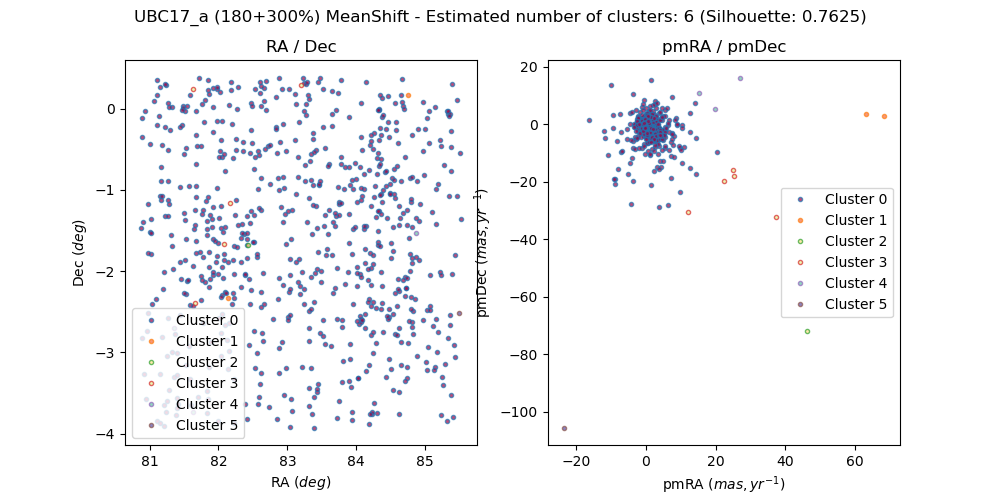 UBC17_a (180+300%) MeanShift - Estimated number of clusters: 6 (Silhouette: 0.7625)
RA / Dec
0
−1
−2
−3
−4
Dec (deg)
81
82
83
84
85
RA (deg)
Cluster 0
Cluster 1
Cluster 2
Cluster 3
Cluster 4
Cluster 5
pmRA / pmDec
20
0
−20
−40
−60
−80
−100
pmDec (mas, yr⁻¹)
−20
0
20
40
60
pmRA (mas, yr⁻¹)
Cluster 0
Cluster 1
Cluster 2
Cluster 3
Cluster 4
Cluster 5